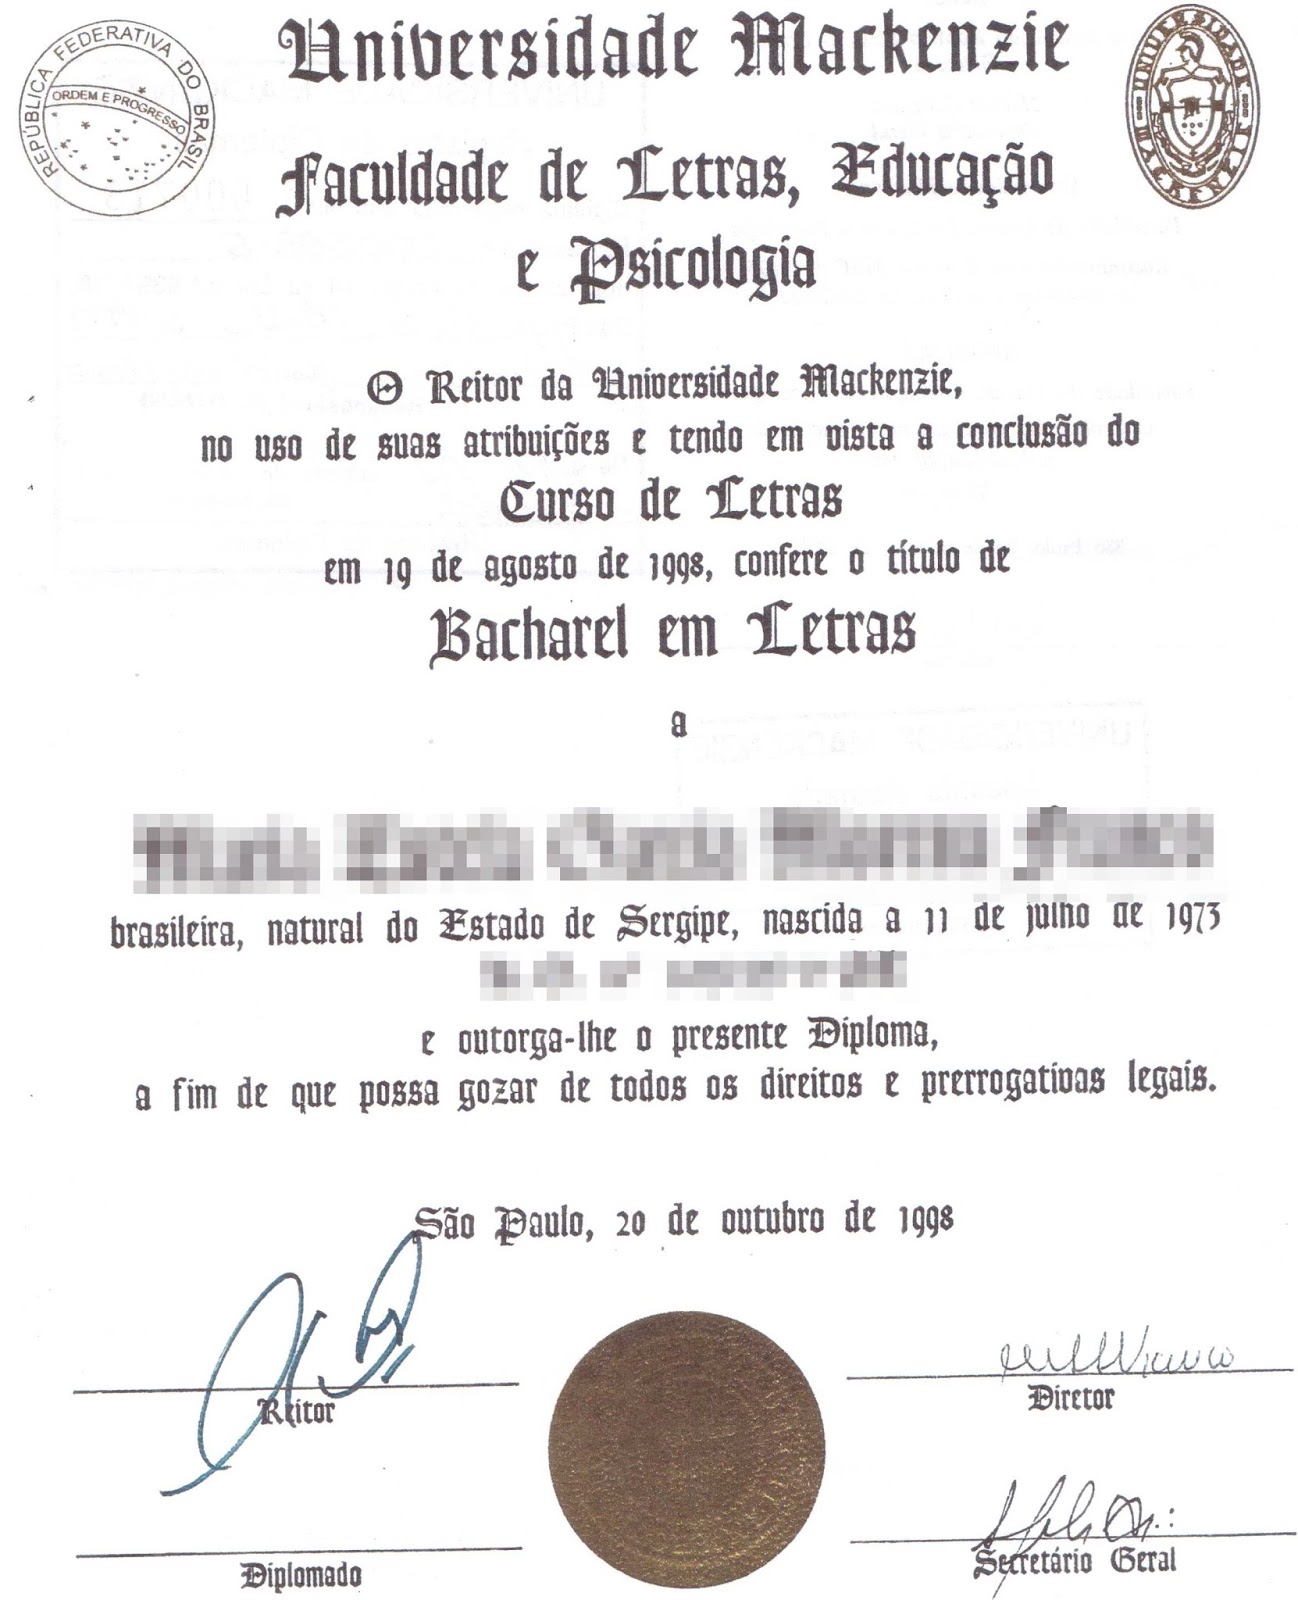 REPÚBLICA FEDERATIVA DO BRASIL
ORDEM E PROGRESSO
Universidade Mackenzie
Faculdade de Letras, Educação
e Psicologia
O Reitor da Universidade Mackenzie,
no uso de suas atribuições e tendo em vista a conclusão do
Curso de Letras
em 19 de agosto de 1998, confere o título de
Bacharel em Letras
a
brasileira, natural do Estado de Sergipe, nascida a 11 de julho de 1973
e outorga-lhe o presente Diploma,
a fim de que possa gozar de todos os direitos e prerrogativas legais.
São Paulo, 20 de outubro de 1998
Reitor
Diretor
Diplomado
Secretário Geral